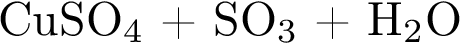 CuSO₄ + SO₃ + H₂O